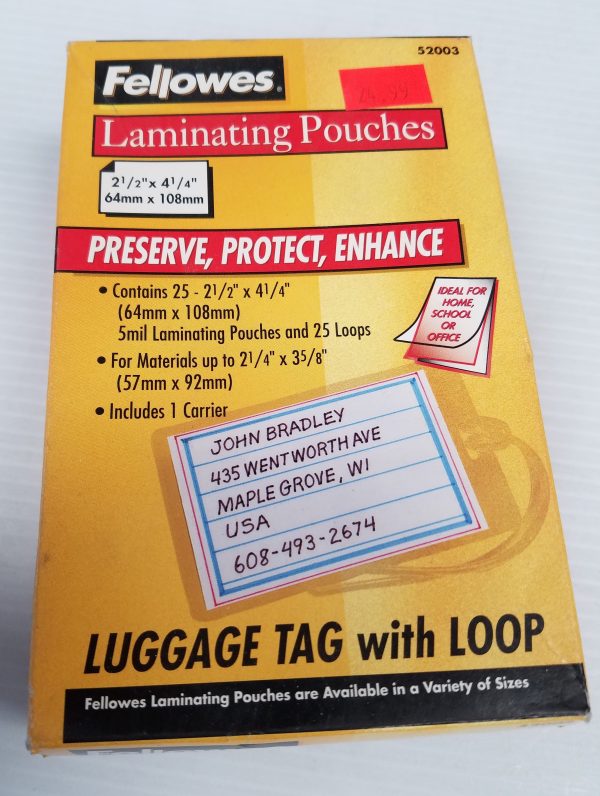 52003
Fellowes®
24.99
Laminating Pouches
2 1/2" x 4 1/4"
64mm x 108mm
PRESERVE, PROTECT, ENHANCE
• Contains 25 - 2 1/2" x 4 1/4"
(64mm x 108mm)
5mil Laminating Pouches and 25 Loops
• For Materials up to 2 1/4" x 3 5/8"
(57mm x 92mm)
• Includes 1 Carrier
IDEAL FOR
HOME,
SCHOOL
OR
OFFICE
JOHN BRADLEY
435 WENTWORTH AVE
MAPLE GROVE, WI
USA
608-493-2674
LUGGAGE TAG with LOOP
Fellowes Laminating Pouches are Available in a Variety of Sizes